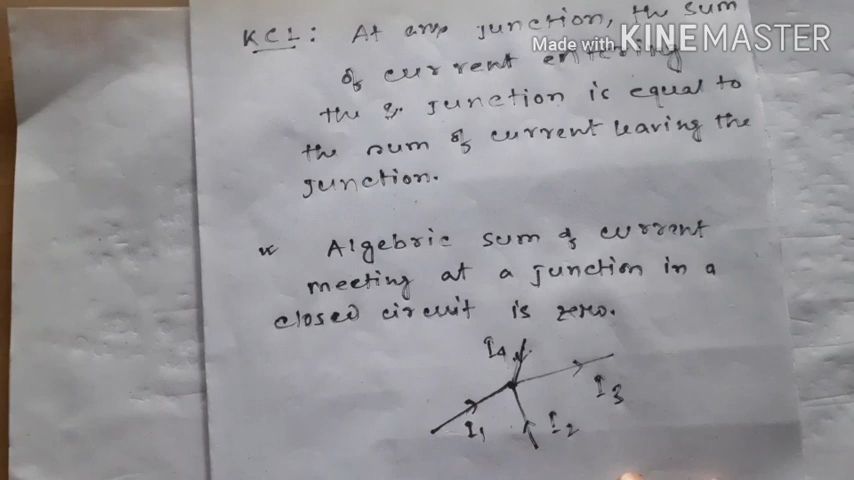 KCL: At any junction, the sum
Made with KINEMASTER
of current entering
the junction is equal to
the sum of current leaving the
junction.
Algebric sum of current
meeting at a junction in a
closed circuit is zero.
I4
I3
I1 I2